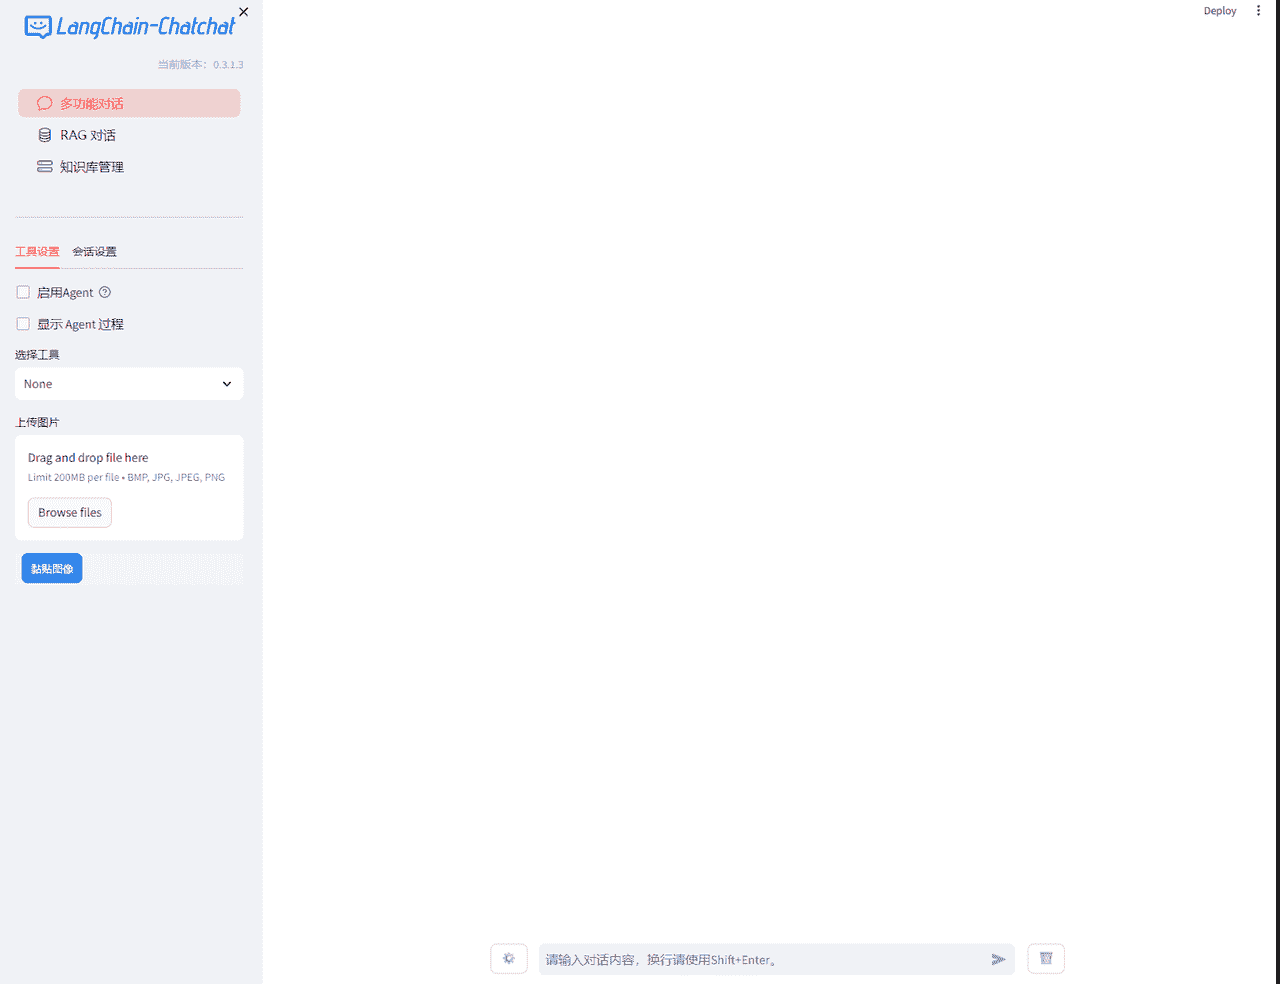 LangChain-Chatchat
当前版本：0.3.1.3
多功能对话
RAG 对话
知识库管理
工具设置 会话设置
启用Agent
显示 Agent 过程
选择工具
None
上传图片
Drag and drop file here
Limit 200MB per file • BMP, JPG, JPEG, PNG
Browse files
黏贴图像
Deploy
请输入对话内容，换行请使用Shift+Enter。